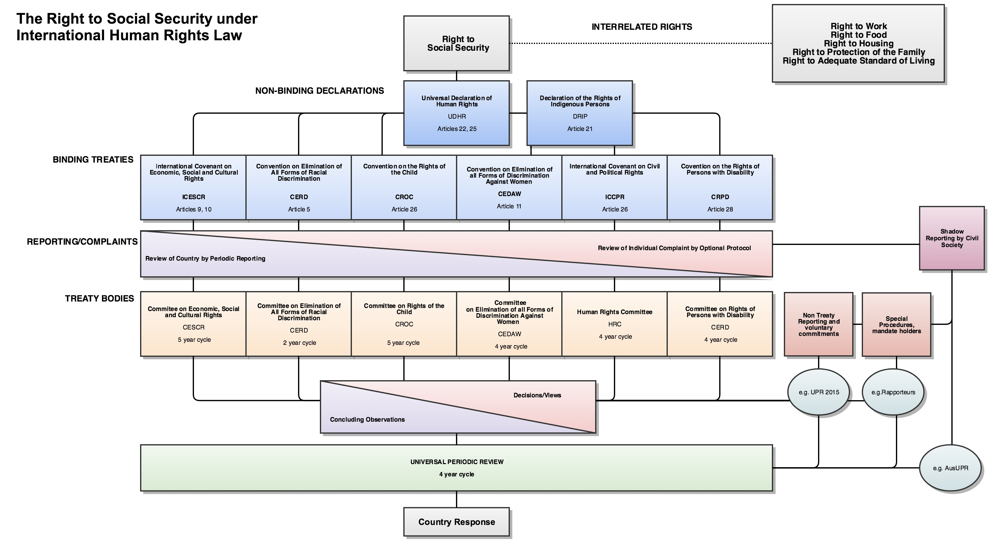 The Right to Social Security under
International Human Rights Law
Right to
Social Security
INTERRELATED RIGHTS
Right to Work
Right to Food
Right to Housing
Right to Protection of the Family
Right to Adequate Standard of Living
NON-BINDING DECLARATIONS
Universal Declaration of
Human Rights
UDHR
Articles 22, 25
Declaration of the Rights of
Indigenous Persons
DRIP
Article 21
BINDING TREATIES
International Covenant on
Economic, Social and Cultural
Rights
ICESCR
Articles 9, 10
Convention on Elimination of
All Forms of Racial
Discrimination
CERD
Article 5
Convention on the Rights of
the Child
CROC
Article 26
Convention on Elimination of
all Forms of Discrimination
Against Women
CEDAW
Article 11
International Covenant on Civil
and Political Rights
ICCPR
Article 26
Covention on the Rights of
Persons with Disability
CRPD
Article 28
REPORTING/COMPLAINTS
Review of Country by Periodic Reporting
Review of Individual Complaint by Optional Protocol
Shadow
Reporting by Civil
Society
TREATY BODIES
Commitee on Economic, Social
and Cultural Rights
CESCR
5 year cycle
Committee on Elimination of
All Forms of Racial
Discrimination
CERD
2 year cycle
Committee on Rights of the
Child
CROC
5 year cycle
Committee
on Elimination of all Forms of
Discrimination Against
Women
CEDAW
4 year cycle
Human Rights Committee
HRC
4 year cycle
Committee on Rights of
Persons with Disability
CERD
4 year cycle
Non Treaty
Reporting and
voluntary
commitments
Special
Procedures,
mandate holders
e.g. UPR 2015
e.g.Rapporteurs
Decisions/Views
Concluding Observations
UNIVERSAL PERIODIC REVIEW
4 year cycle
e.g. AusUPR
Country Response